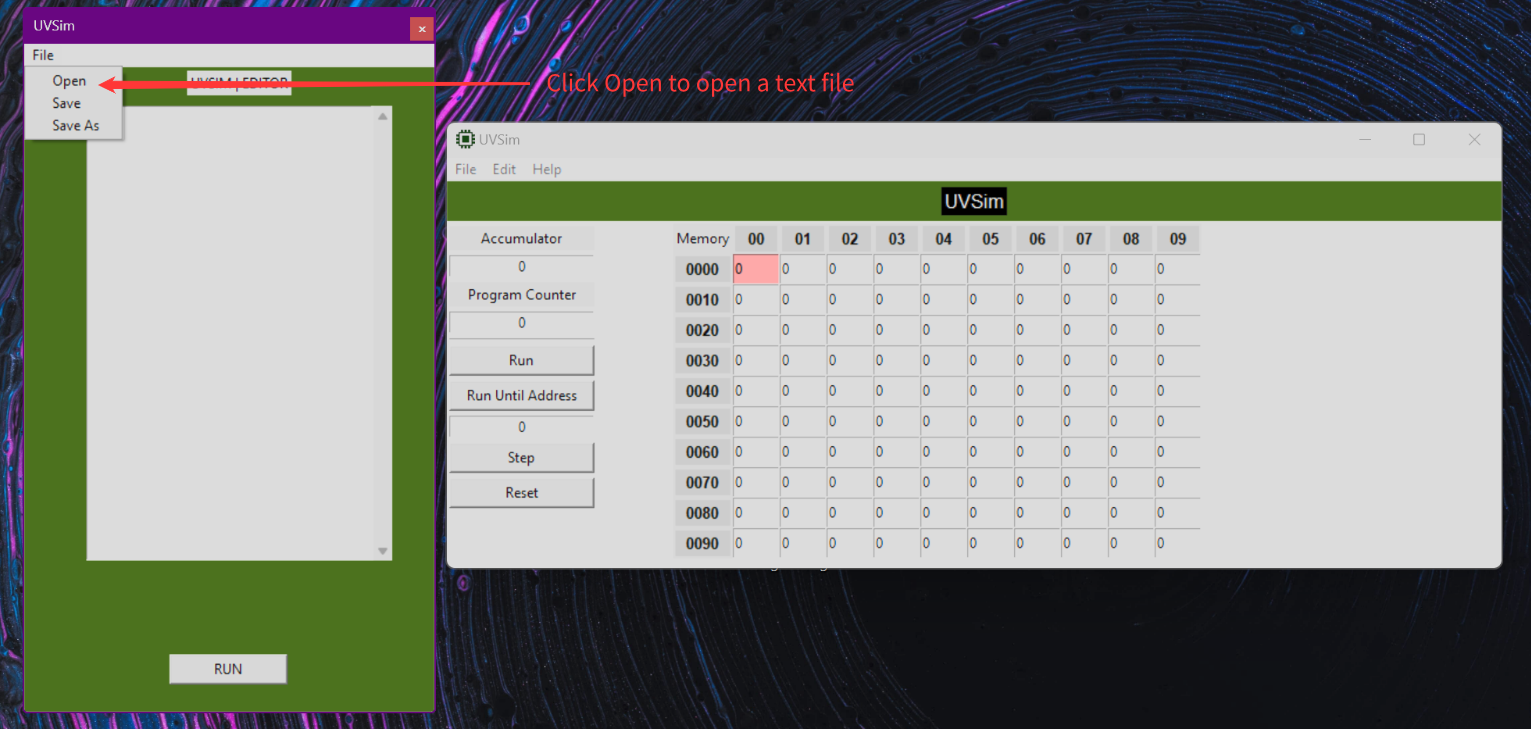 UVSim
File
Open
Save
Save As
UVSIM | EDITOR
RUN
Click Open to open a text file
UVSim
File Edit Help
UVSim
Accumulator
0
Program Counter
0
Run
Run Until Address
0
Step
Reset
Memory 00 01 02 03 04 05 06 07 08 09
0000 0 0 0 0 0 0 0 0 0 0
0010 0 0 0 0 0 0 0 0 0 0
0020 0 0 0 0 0 0 0 0 0 0
0030 0 0 0 0 0 0 0 0 0 0
0040 0 0 0 0 0 0 0 0 0 0
0050 0 0 0 0 0 0 0 0 0 0
0060 0 0 0 0 0 0 0 0 0 0
0070 0 0 0 0 0 0 0 0 0 0
0080 0 0 0 0 0 0 0 0 0 0
0090 0 0 0 0 0 0 0 0 0 0